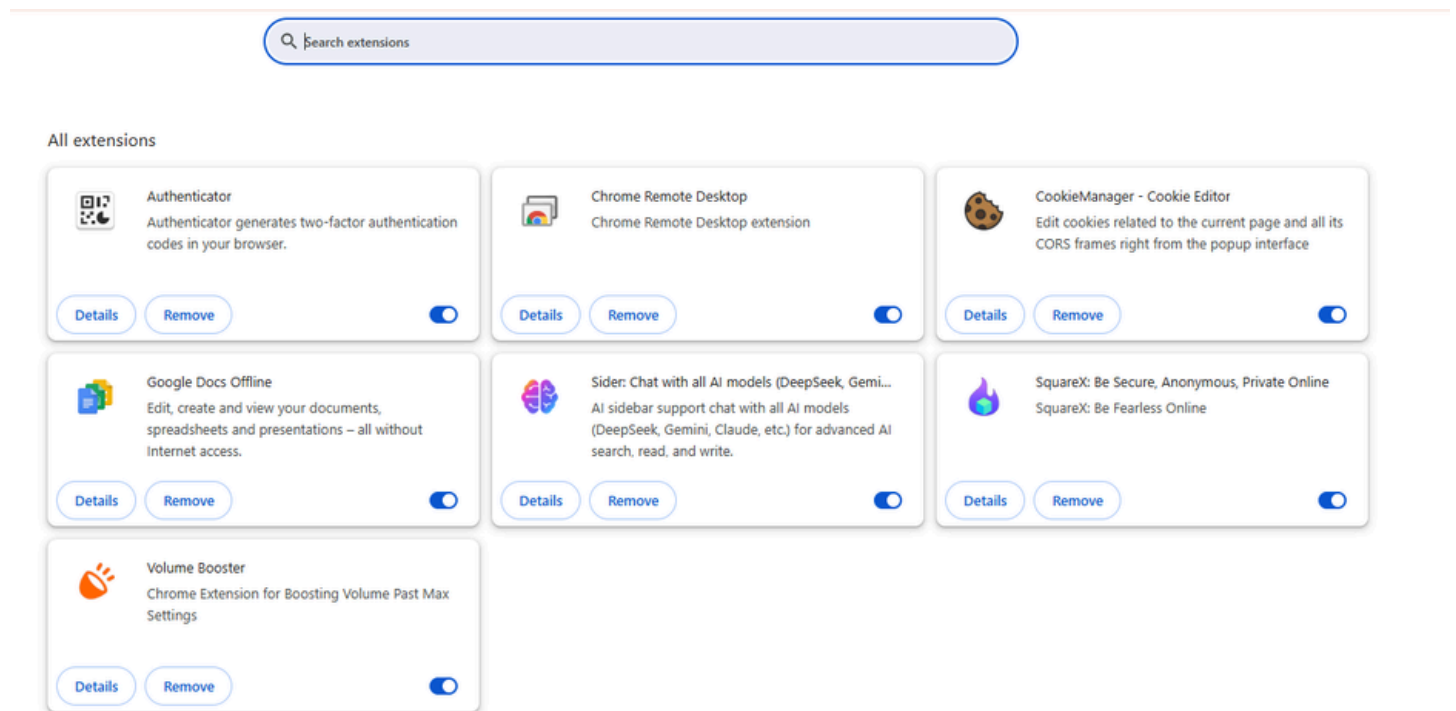 Search extensions
All extensions
Authenticator
Authenticator generates two-factor authentication
codes in your browser.
Details
Remove
Chrome Remote Desktop
Chrome Remote Desktop extension
Details
Remove
CookieManager - Cookie Editor
Edit cookies related to the current page and all its
CORS frames right from the popup interface
Details
Remove
Google Docs Offline
Edit, create and view your documents,
spreadsheets and presentations – all without
Internet access.
Details
Remove
Sider: Chat with all AI models (DeepSeek, Gemi...
AI sidebar support chat with all AI models
(DeepSeek, Gemini, Claude, etc.) for advanced AI
search, read, and write.
Details
Remove
SquareX: Be Secure, Anonymous, Private Online
SquareX: Be Fearless Online
Details
Remove
Volume Booster
Chrome Extension for Boosting Volume Past Max
Settings
Details
Remove